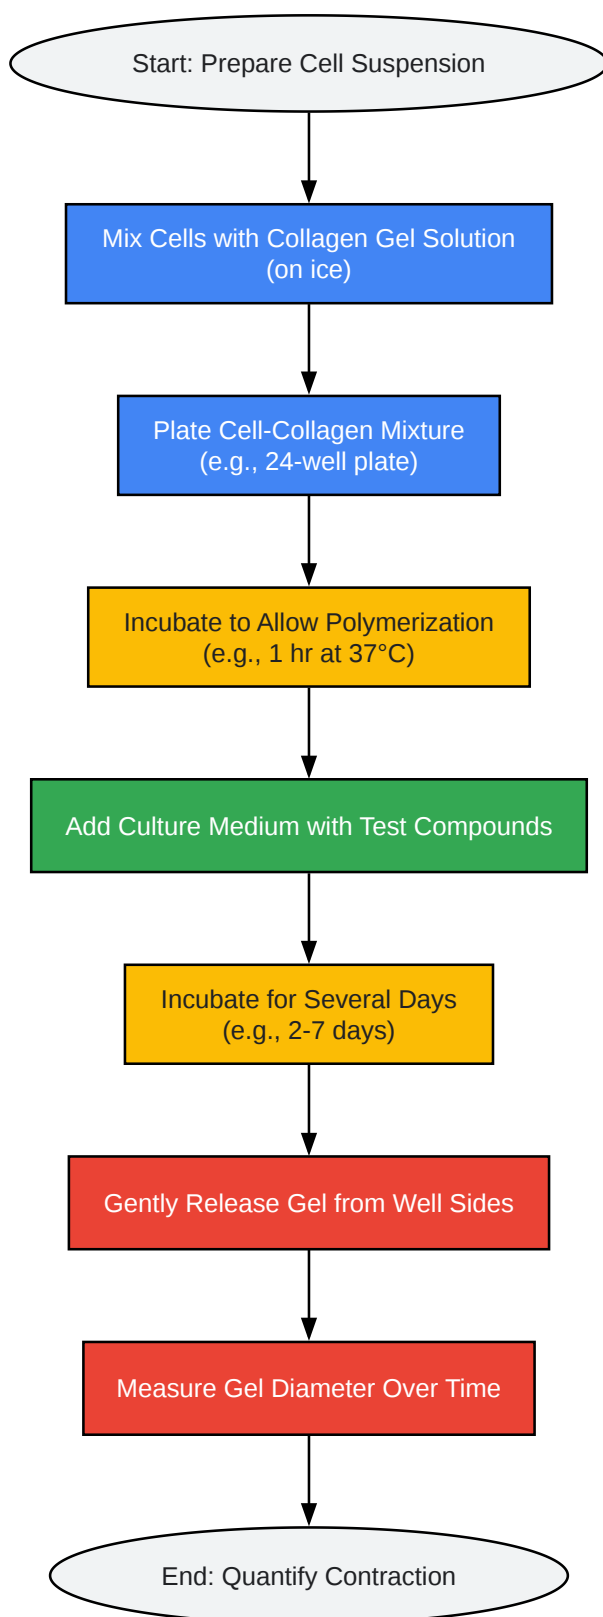 Start: Prepare Cell Suspension
Mix Cells with Collagen Gel Solution
(on ice)
Plate Cell-Collagen Mixture
(e.g., 24-well plate)
Incubate to Allow Polymerization
(e.g., 1 hr at 37°C)
Add Culture Medium with Test Compounds
Incubate for Several Days
(e.g., 2-7 days)
Gently Release Gel from Well Sides
Measure Gel Diameter Over Time
End: Quantify Contraction